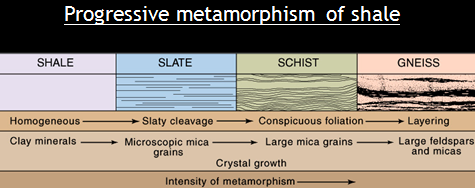 Progressive metamorphism of shale
SHALE SLATE SCHIST GNEISS
Homogeneous Slaty cleavage Conspicuous foliation Layering
Clay minerals Microscopic mica grains Large mica grains Large feldspars and micas
Crystal growth
Intensity of metamorphism